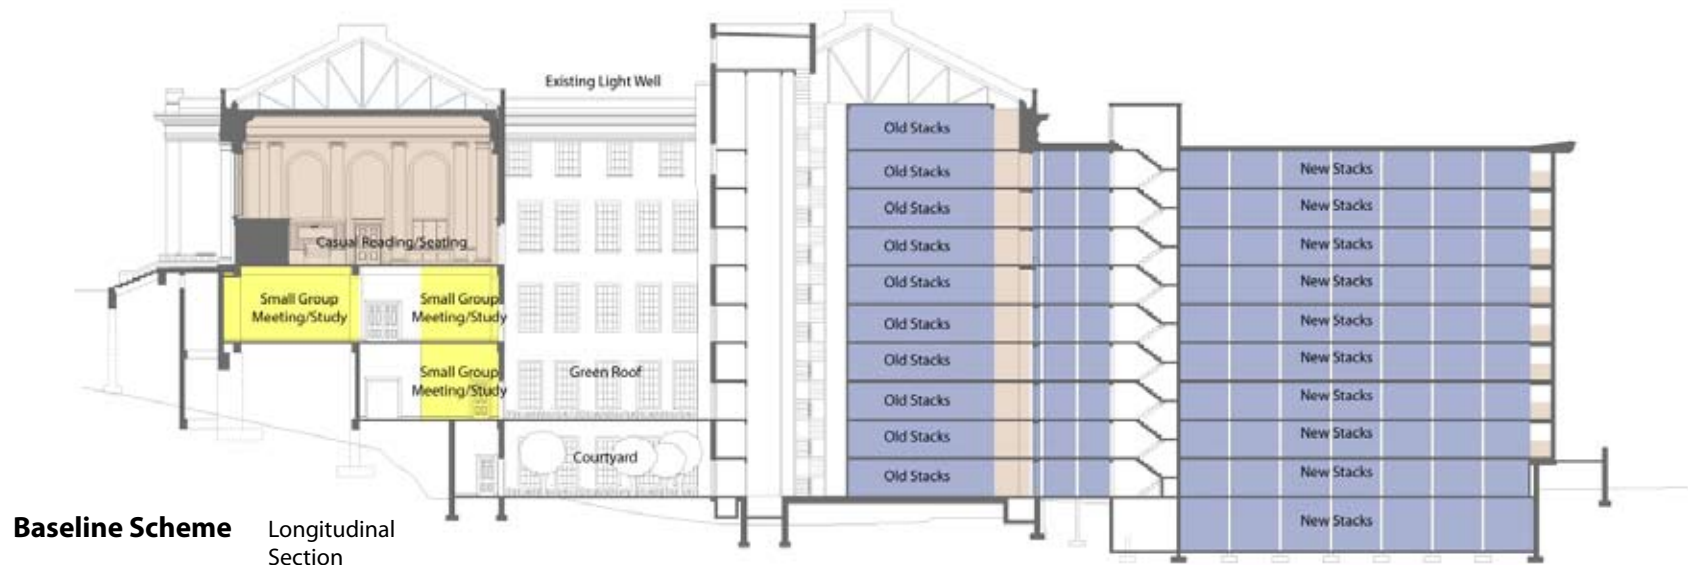 Existing Light Well
Casual Reading/Seating
Small Group
Meeting/Study
Small Group
Meeting/Study
Small Group
Meeting/Study
Green Roof
Courtyard
Old Stacks
Old Stacks
Old Stacks
Old Stacks
Old Stacks
Old Stacks
Old Stacks
Old Stacks
Old Stacks
Old Stacks
New Stacks
New Stacks
New Stacks
New Stacks
New Stacks
New Stacks
New Stacks
New Stacks
New Stacks
New Stacks
Baseline Scheme
Longitudinal
Section